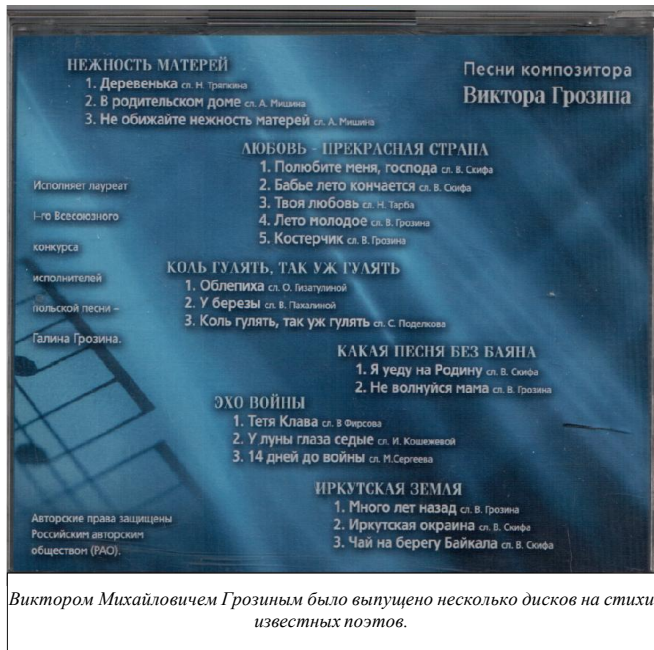 Песни композитора
Виктора Грозина
НЕЖНОСТЬ МАТЕРЕЙ
1. Деревенька сл. Н. Тряпкина
2. В родительском доме сл. А. Мишина
3. Не обижайте нежность матерей сл. А. Мишина
ЛЮБОВЬ - ПРЕКРАСНАЯ СТРАНА
1. Полюбите меня, господа сл. В. Скифа
2. Бабье лето кончается сл. В. Скифа
3. Твоя любовь сл. Н. Тарба
4. Лето молодое сл. В. Грозина
5. Костерчик сл. В. Грозина
Исполняет лауреат
I-го Всесоюзного
конкурса
исполнителей
польской песни –
Галина Грозина.
КОЛЬ ГУЛЯТЬ, ТАК УЖ ГУЛЯТЬ
1. Облепиха сл. О. Гизатулиной
2. У березы сл. В. Пахалиной
3. Коль гулять, так уж гулять сл. С. Поделкова
КАКАЯ ПЕСНЯ БЕЗ БАЯНА
1. Я уеду на Родину сл. В. Скифа
2. Не волнуйся мама сл. В. Грозина
ЭХО ВОЙНЫ
1. Тетя Клава сл. В Фирсова
2. У луны глаза седые сл. И. Кошежевой
3. 14 дней до войны сл. М.Сергеева
ИРКУТСКАЯ ЗЕМЛЯ
1. Много лет назад сл. В. Грозина
2. Иркутская окраина сл. В. Скифа
3. Чай на берегу Байкала сл. В. Скифа
Авторские права защищены
Российским авторским
обществом (РАО).
Виктором Михайловичем Грозиным было выпущено несколько дисков на стихи
известных поэтов.